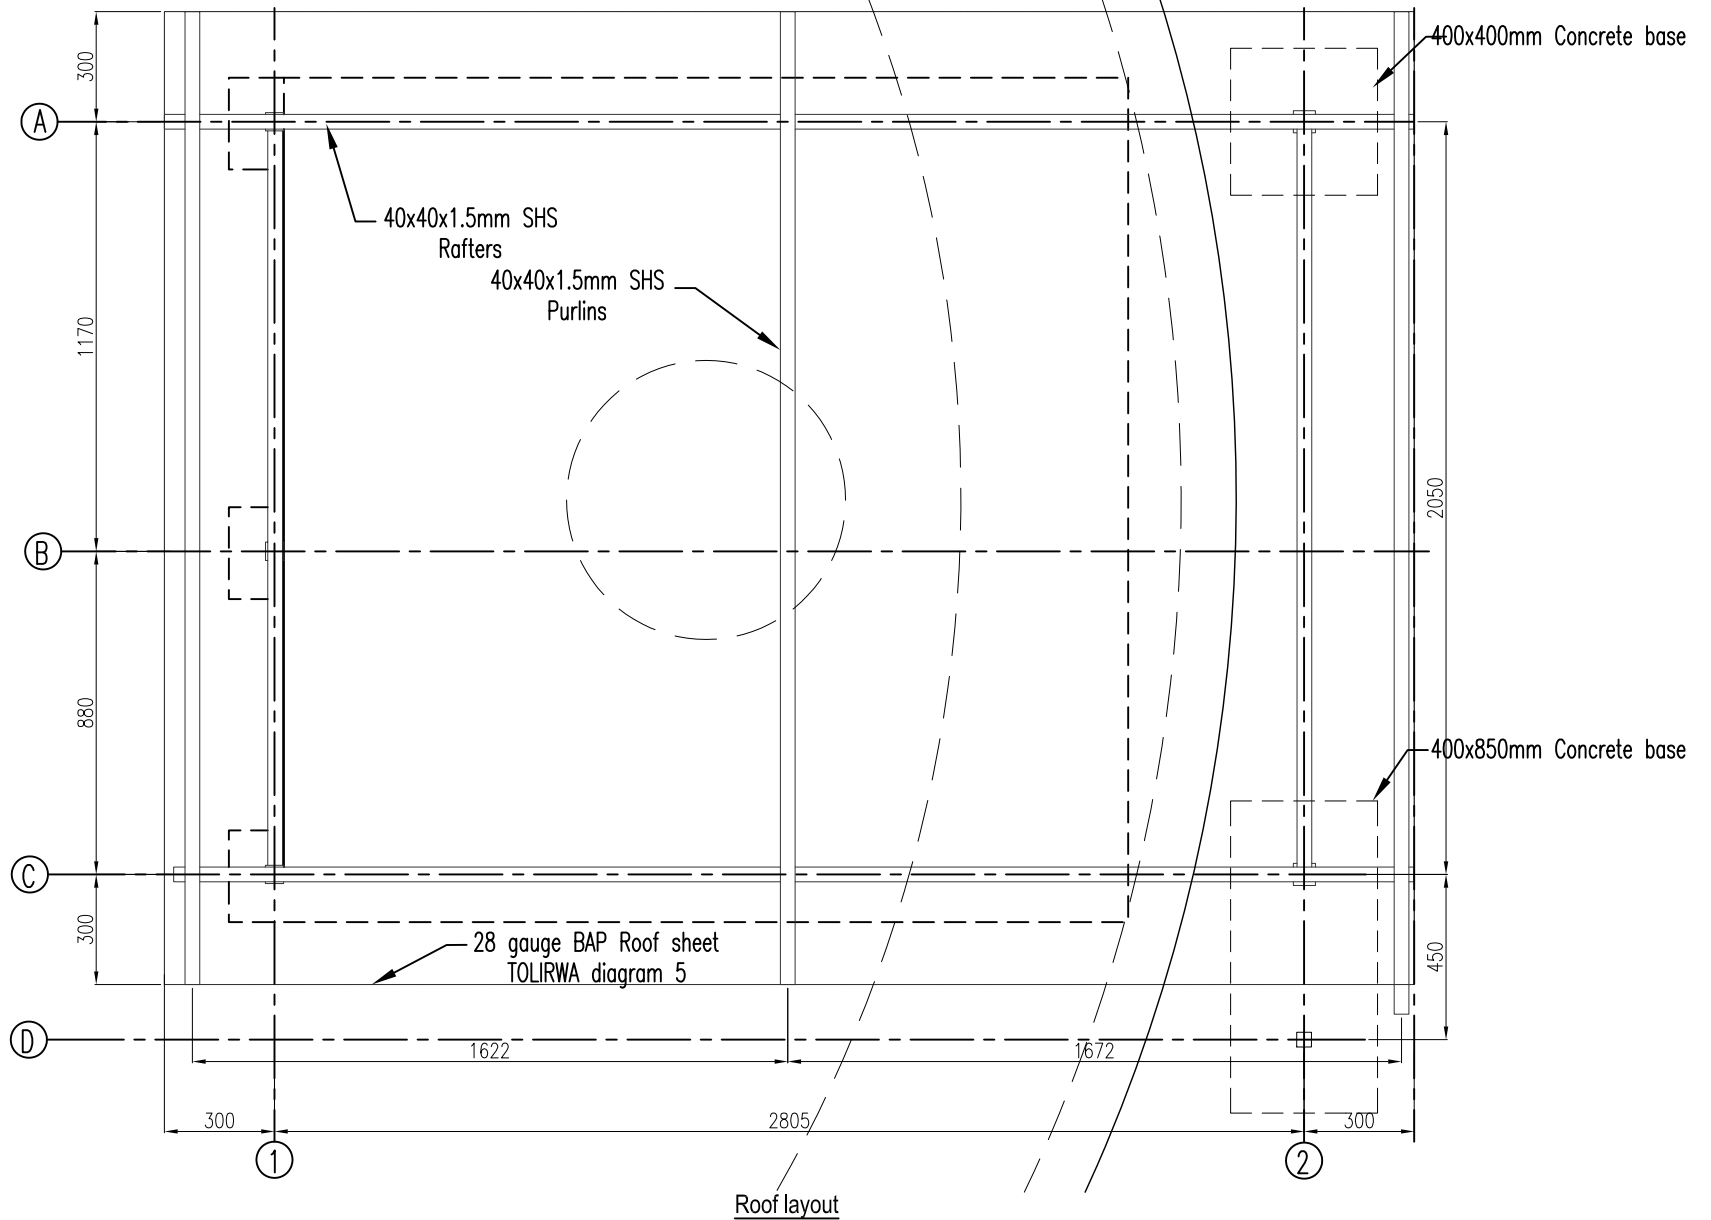 400x400mm Concrete base
300
A
40x40x1.5mm SHS
Rafters
40x40x1.5mm SHS
Purlins
1170
2050
B
880
400x850mm Concrete base
C
300
28 gauge BAP Roof sheet
TOLIRWA diagram 5
450
D
1622
1672
300
2805
300
1
2
Roof layout